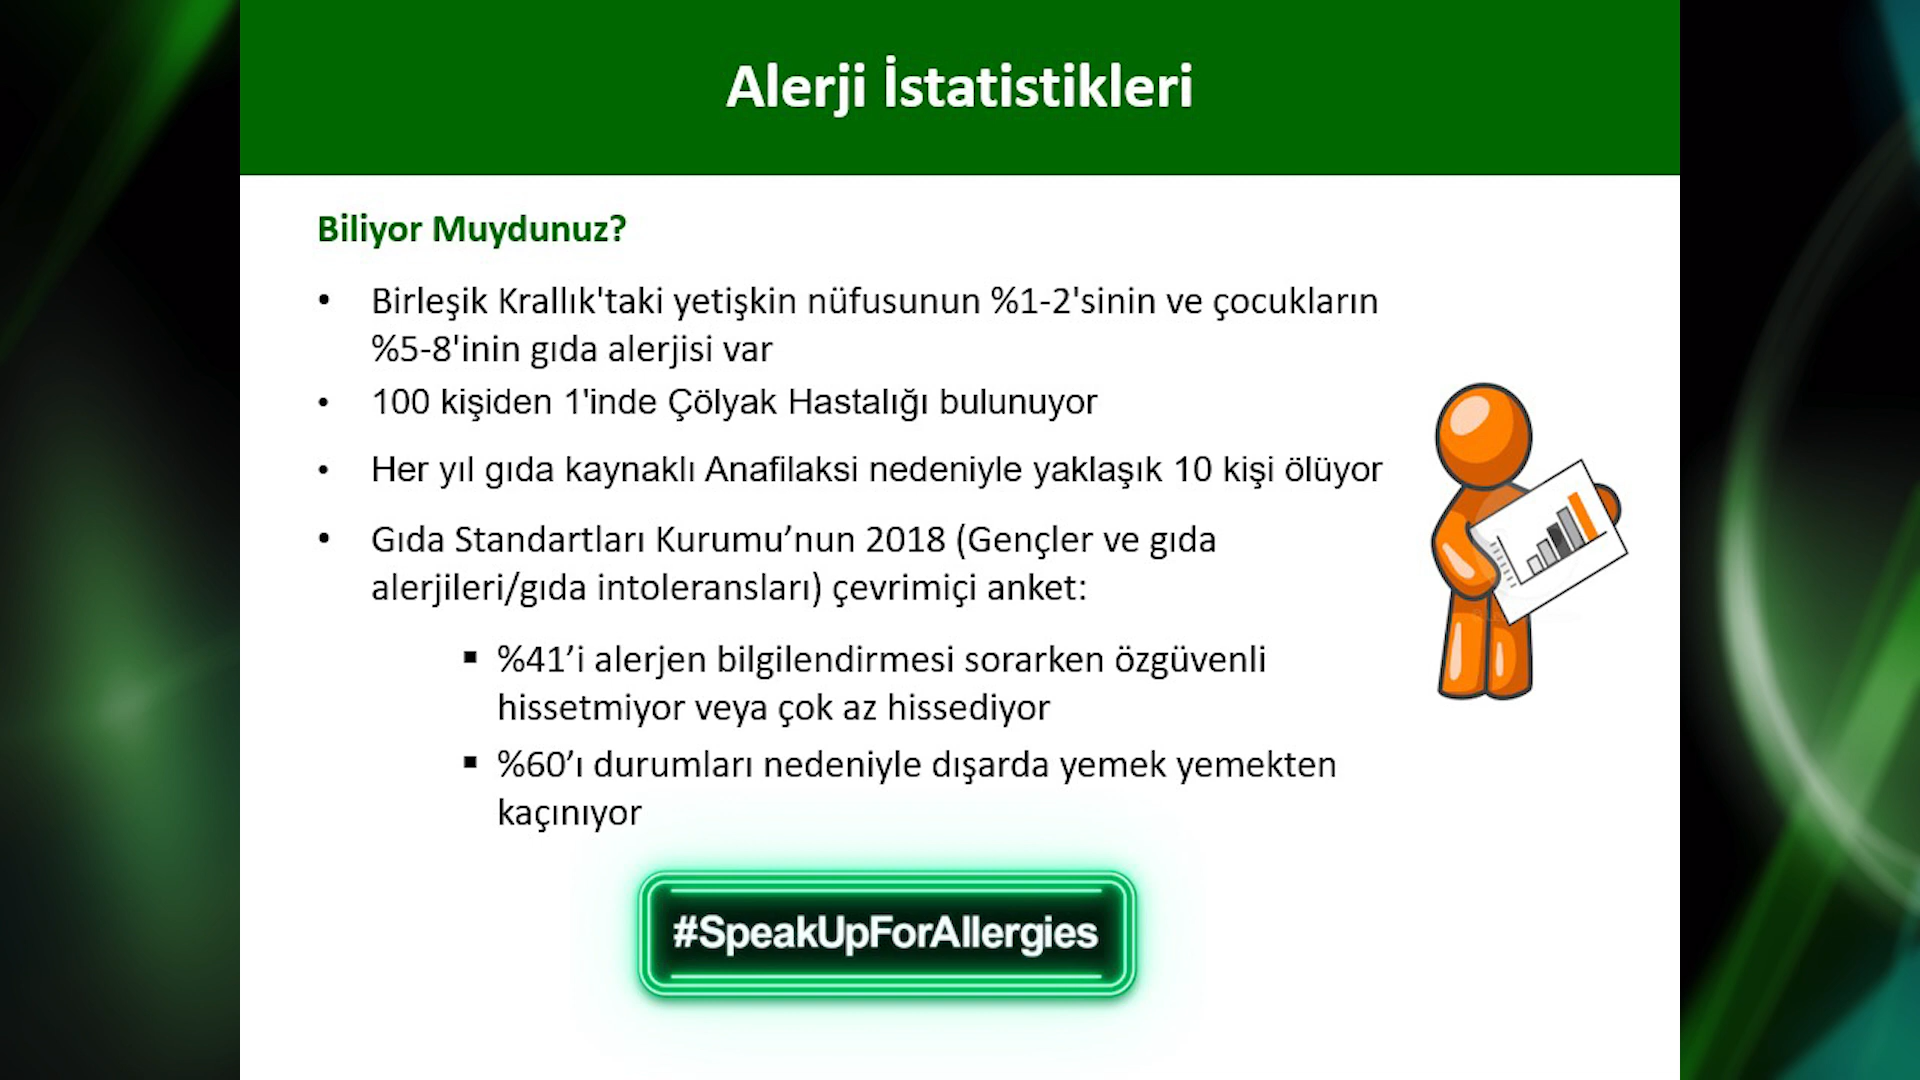 Alerji İstatistikleri
Biliyor Muydunuz?
• Birleşik Krallık'taki yetişkin nüfusunun %1-2'sinin ve çocukların
%5-8'inin gıda alerjisi var
• 100 kişiden 1'inde Çölyak Hastalığı bulunuyor
• Her yıl gıda kaynaklı Anafilaksi nedeniyle yaklaşık 10 kişi ölüyor
• Gıda Standartları Kurumu’nun 2018 (Gençler ve gıda
alerjileri/gıda intoleransları) çevrimiçi anket:
▪ %41’i alerjen bilgilendirmesi sorarken özgüvenli
hissetmiyor veya çok az hissediyor
▪ %60’ı durumları nedeniyle dışarda yemek yemekten
kaçınıyor
#SpeakUpForAllergies